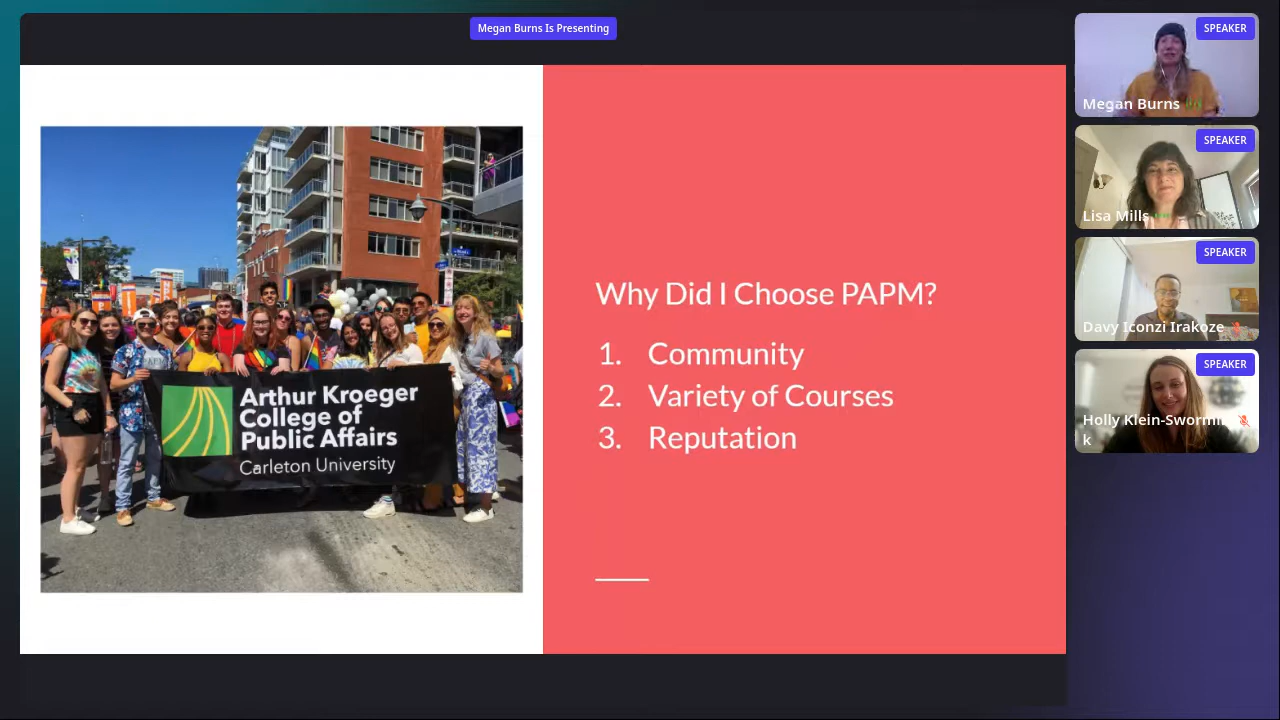 Megan Burns Is Presenting
Arthur Kroeger
College of
Public Affairs
Carleton University
Why Did I Choose PAPM?
1. Community
2. Variety of Courses
3. Reputation
SPEAKER
Megan Burns
SPEAKER
Lisa Mills
SPEAKER
Davy Iconzi Irakoze
SPEAKER
Holly Klein-Swormin
k